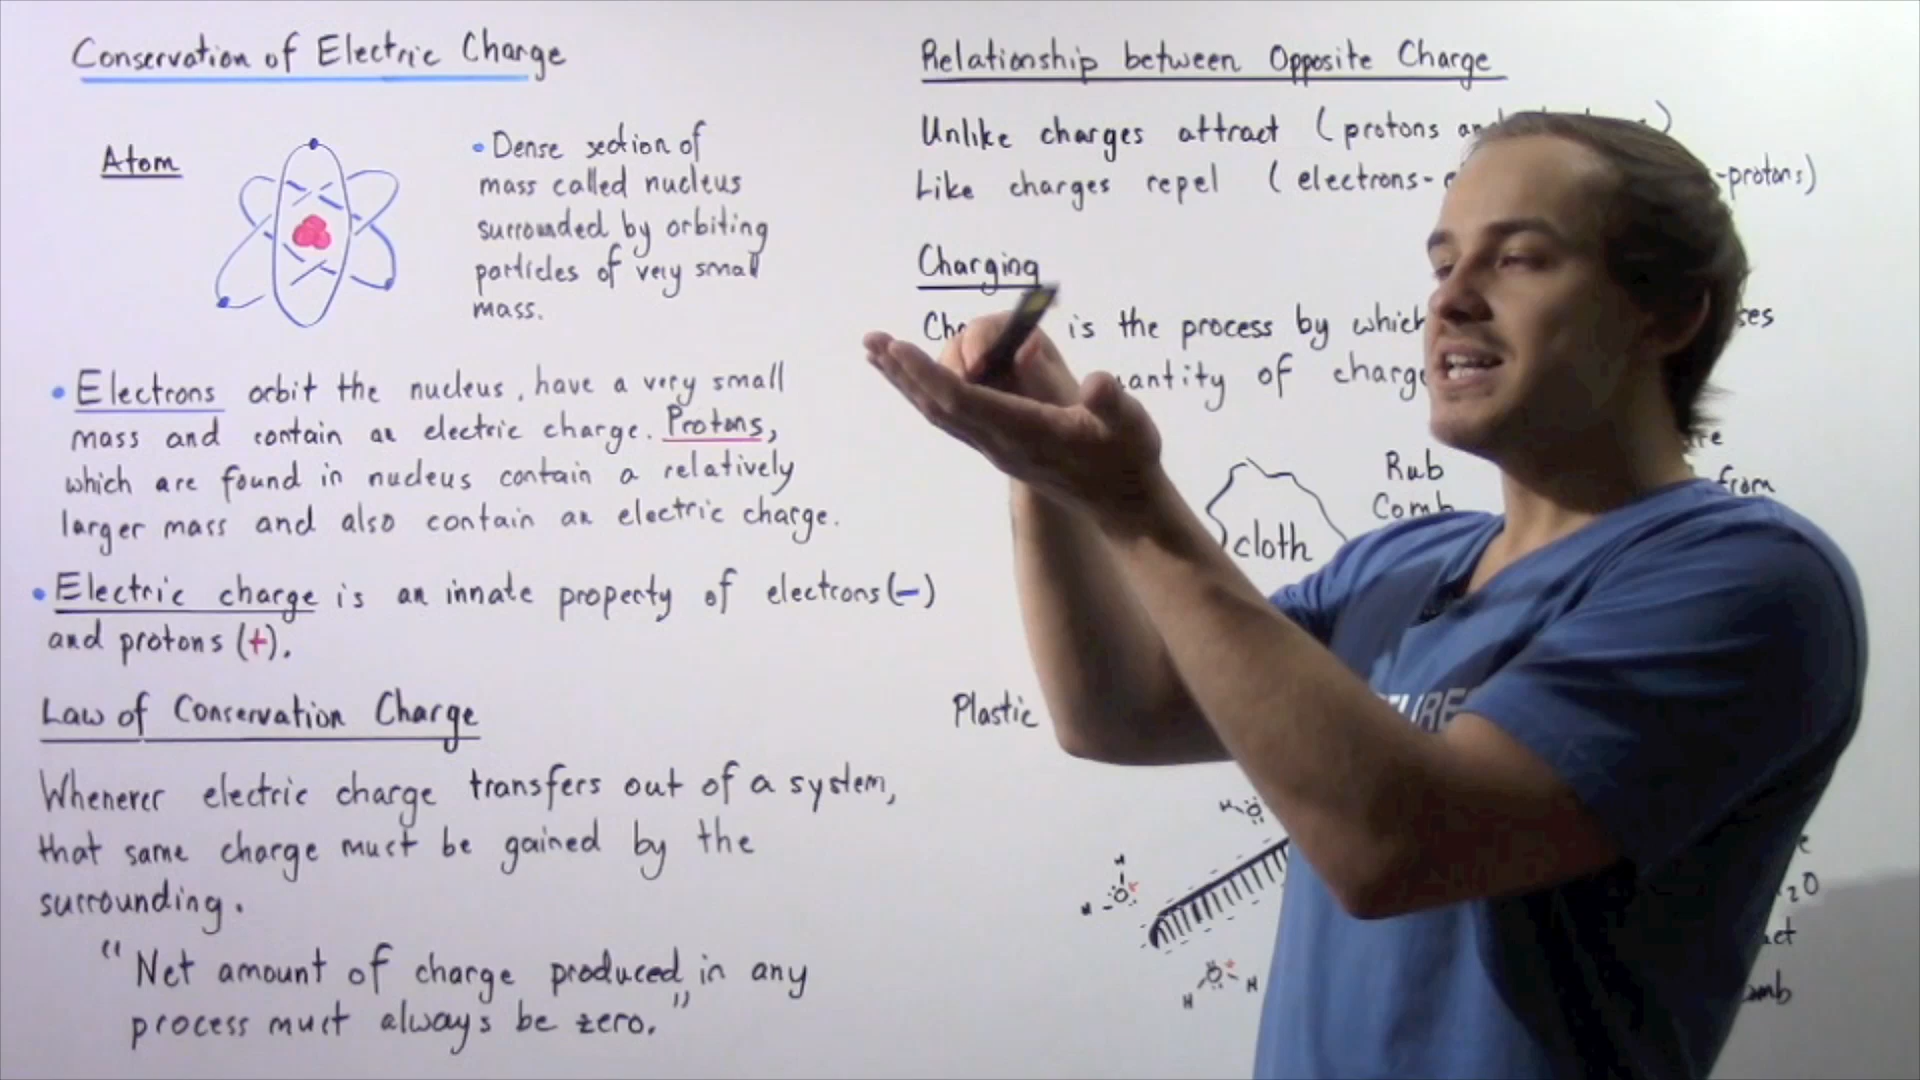 Conservation of Electric Charge
Atom
• Dense section of
mass called nucleus
surrounded by orbiting
particles of very small
mass.
• Electrons orbit the nucleus, have a very small
mass and contain an electric charge. Protons,
which are found in nucleus contain a relatively
larger mass and also contain an electric charge.
• Electric charge is an innate property of electrons (-)
and protons (+).
Law of Conservation Charge
Whenever electric charge transfers out of a system,
that same charge must be gained by the
surrounding.
"Net amount of charge produced in any
process must always be zero."
Relationship between Opposite Charge
Unlike charges attract (protons
Like charges repel (electrons- -protons)
Charging
is the process by which
of charge
Rub
Comb
from
cloth
Plastic
H O
H
H O +
O + H
H